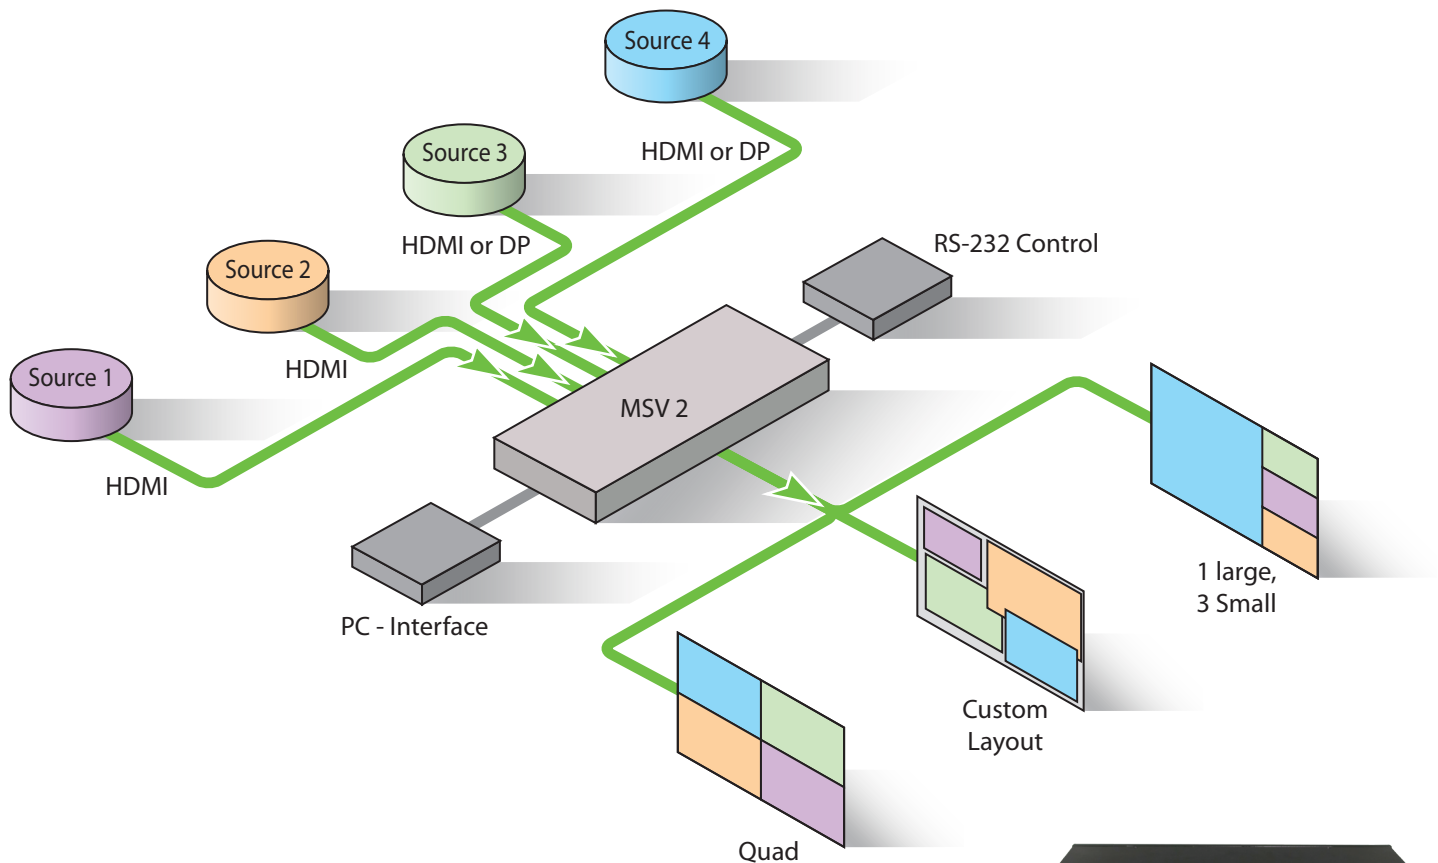 Source 4
HDMI or DP
Source 3
HDMI or DP
RS-232 Control
Source 2
HDMI
Source 1
HDMI
MSV 2
PC - Interface
1 large,
3 Small
Custom
Layout
Quad